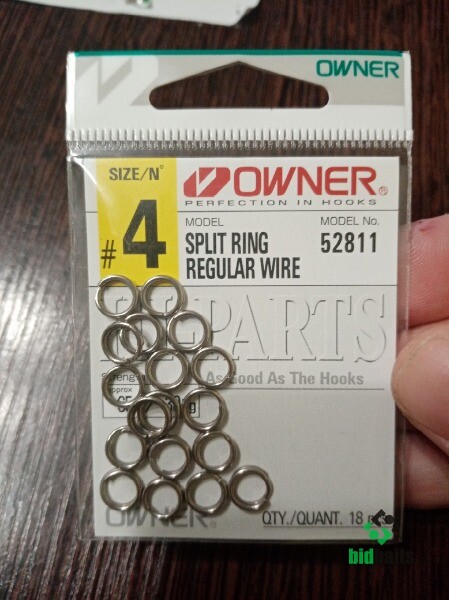 OWNER
SIZE/N°
#4
OWNER®
PERFECTION IN HOOKS
MODEL
SPLIT RING
REGULAR WIRE
MODEL No.
52811
PARTS
As Good As The Hooks
OWNER
QTY./QUANT. 18
bidbaits